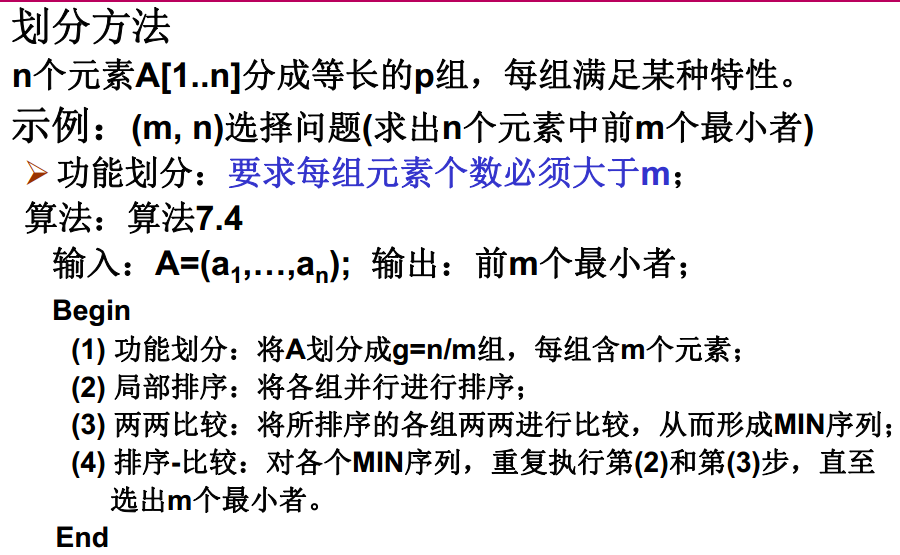 划分方法
n个元素A[1..n]分成等长的p组，每组满足某种特性。
示例：(m, n)选择问题(求出n个元素中前m个最小者)
➢ 功能划分：要求每组元素个数必须大于m；
算法：算法7.4
输入：A=(a1,…,an); 输出：前m个最小者；
Begin
(1) 功能划分：将A划分成g=n/m组，每组含m个元素；
(2) 局部排序：将各组并行进行排序；
(3) 两两比较：将所排序的各组两两进行比较，从而形成MIN序列；
(4) 排序-比较：对各个MIN序列，重复执行第(2)和第(3)步，直至
选出m个最小者。
End